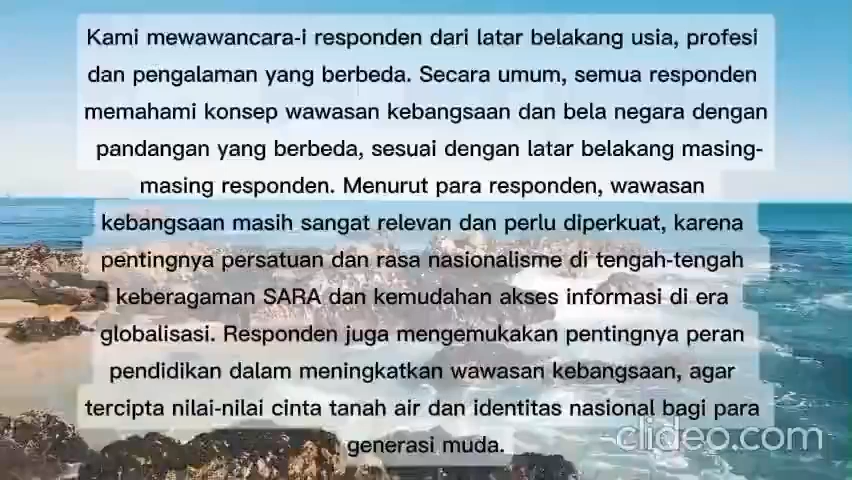 Kami mewawancara-i responden dari latar belakang usia, profesi
dan pengalaman yang berbeda. Secara umum, semua responden
memahami konsep wawasan kebangsaan dan bela negara dengan
pandangan yang berbeda, sesuai dengan latar belakang masing-
masing responden. Menurut para responden, wawasan
kebangsaan masih sangat relevan dan perlu diperkuat, karena
pentingnya persatuan dan rasa nasionalisme di tengah-tengah
keberagaman SARA dan kemudahan akses informasi di era
globalisasi. Responden juga mengemukakan pentingnya peran
pendidikan dalam meningkatkan wawasan kebangsaan, agar
tercipta nilai-nilai cinta tanah air dan identitas nasional bagi para
generasi muda.
clideo.com